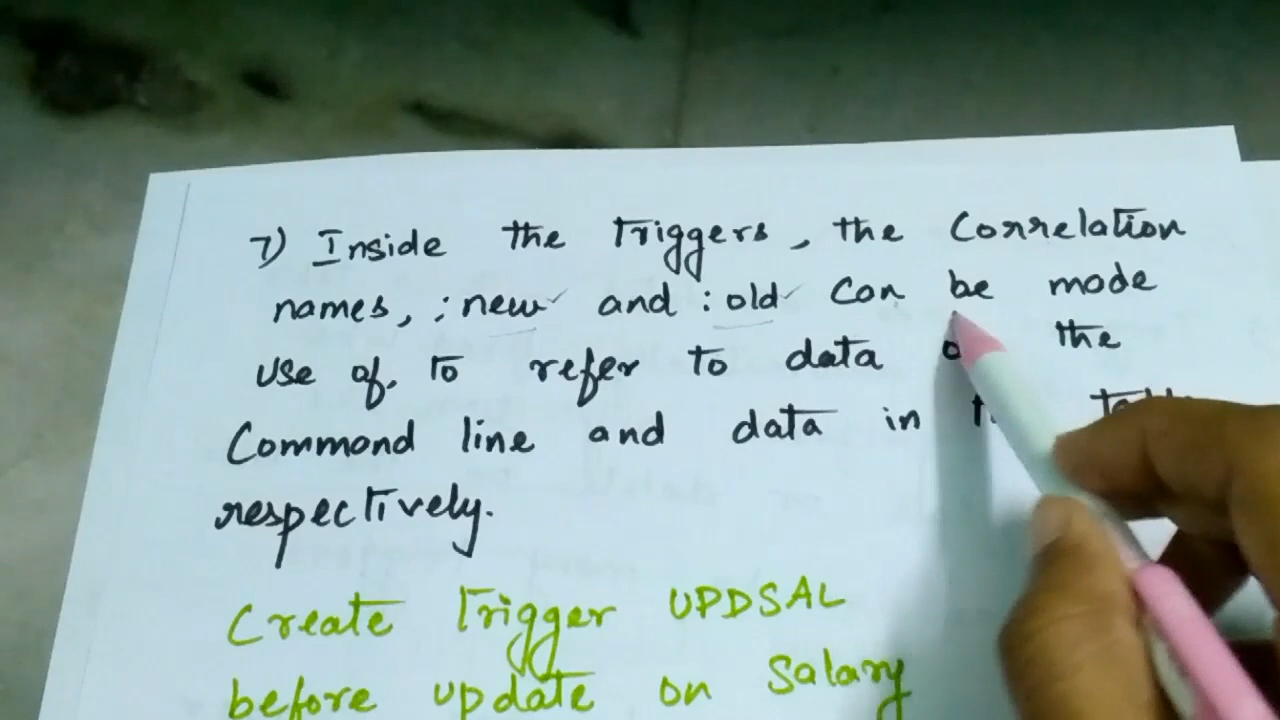 7) Inside the Triggers, the Correlation
names, :new and :old can be made
use of. to refer to data the
Command line and data in
respectively.
Create Trigger UPDSAL
before update on Salary